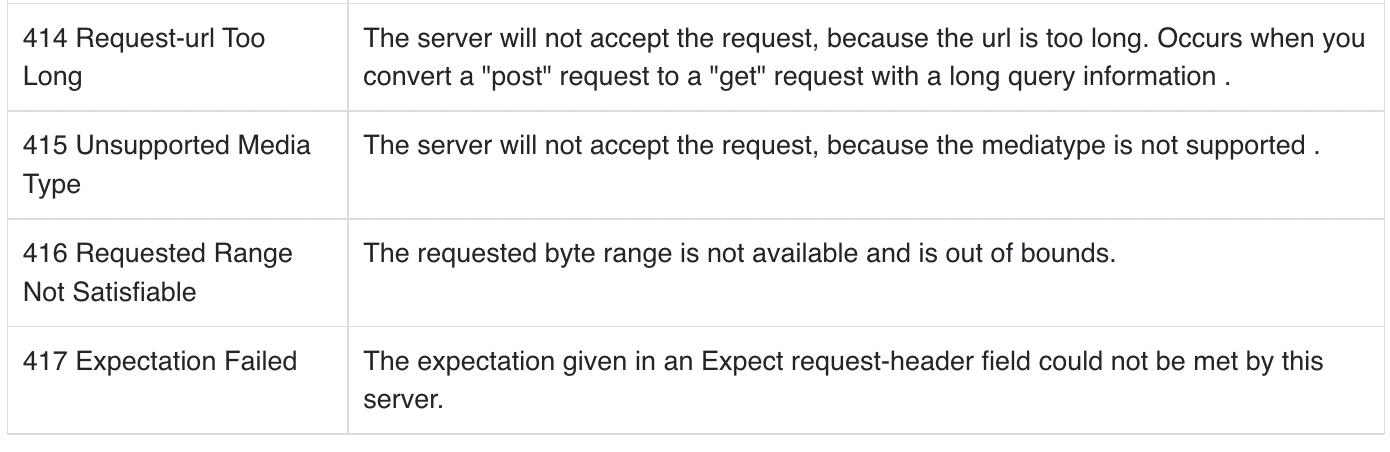 414 Request-url Too
Long
The server will not accept the request, because the url is too long. Occurs when you
convert a "post" request to a "get" request with a long query information .
415 Unsupported Media
Type
The server will not accept the request, because the mediatype is not supported .
416 Requested Range
Not Satisfiable
The requested byte range is not available and is out of bounds.
417 Expectation Failed
The expectation given in an Expect request-header field could not be met by this
server.